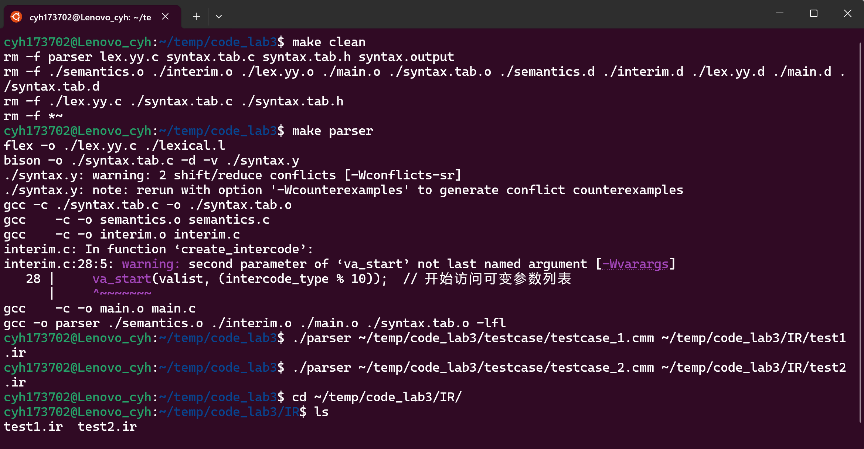 cyh173702@Lenovo_cyh: ~/te
cyh173702@Lenovo_cyh:~/temp/code_lab3$ make clean
rm -f parser lex.yy.c syntax.tab.c syntax.tab.h syntax.output
rm -f ./semantics.o ./interim.o ./lex.yy.o ./main.o ./syntax.tab.o ./semantics.d ./interim.d ./lex.yy.d ./main.d .
/syntax.tab.d
rm -f ./lex.yy.c ./syntax.tab.c ./syntax.tab.h
rm -f *~
cyh173702@Lenovo_cyh:~/temp/code_lab3$ make parser
flex -o ./lex.yy.c ./lexical.l
bison -o ./syntax.tab.c -d -v ./syntax.y
./syntax.y: warning: 2 shift/reduce conflicts [-Wconflicts-sr]
./syntax.y: note: rerun with option '-Wcounterexamples' to generate conflict counterexamples
gcc -c ./syntax.tab.c -o ./syntax.tab.o
gcc    -c -o semantics.o semantics.c
gcc    -c -o interim.o interim.c
interim.c: In function ‘create_intercode’:
interim.c:28:5: warning: second parameter of ‘va_start’ not last named argument [-Wvarargs]
   28 |     va_start(valist, (intercode_type % 10));  // 开始访问可变参数列表
      |     ^~~~~~~~
gcc    -c -o main.o main.c
gcc -o parser ./semantics.o ./interim.o ./main.o ./syntax.tab.o -lfl
cyh173702@Lenovo_cyh:~/temp/code_lab3$ ./parser ~/temp/code_lab3/testcase/testcase_1.cmm ~/temp/code_lab3/IR/test1
.ir
cyh173702@Lenovo_cyh:~/temp/code_lab3$ ./parser ~/temp/code_lab3/testcase/testcase_2.cmm ~/temp/code_lab3/IR/test2
.ir
cyh173702@Lenovo_cyh:~/temp/code_lab3$ cd ~/temp/code_lab3/IR/
cyh173702@Lenovo_cyh:~/temp/code_lab3/IR$ ls
test1.ir  test2.ir